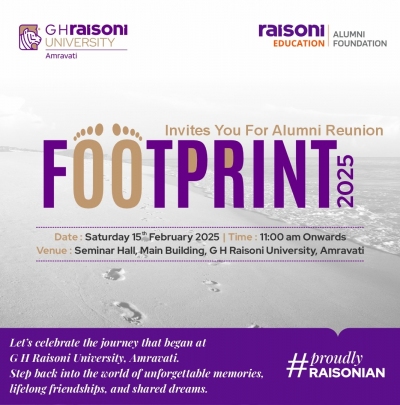 GHraisoni
UNIVERSITY
Amravati
raisoni
EDUCATION | ALUMNI
FOUNDATION
Invites You For Alumni Reunion
FOOTPRINT 2025
Date : Saturday 15th February 2025 | Time : 11:00 am Onwards
Venue : Seminar Hall, Main Building, G H Raisoni University, Amravati
Let's celebrate the journey that began at
G H Raisoni University, Amravati.
Step back into the world of unforgettable memories,
lifelong friendships, and shared dreams.
#proudly
RAISONIAN